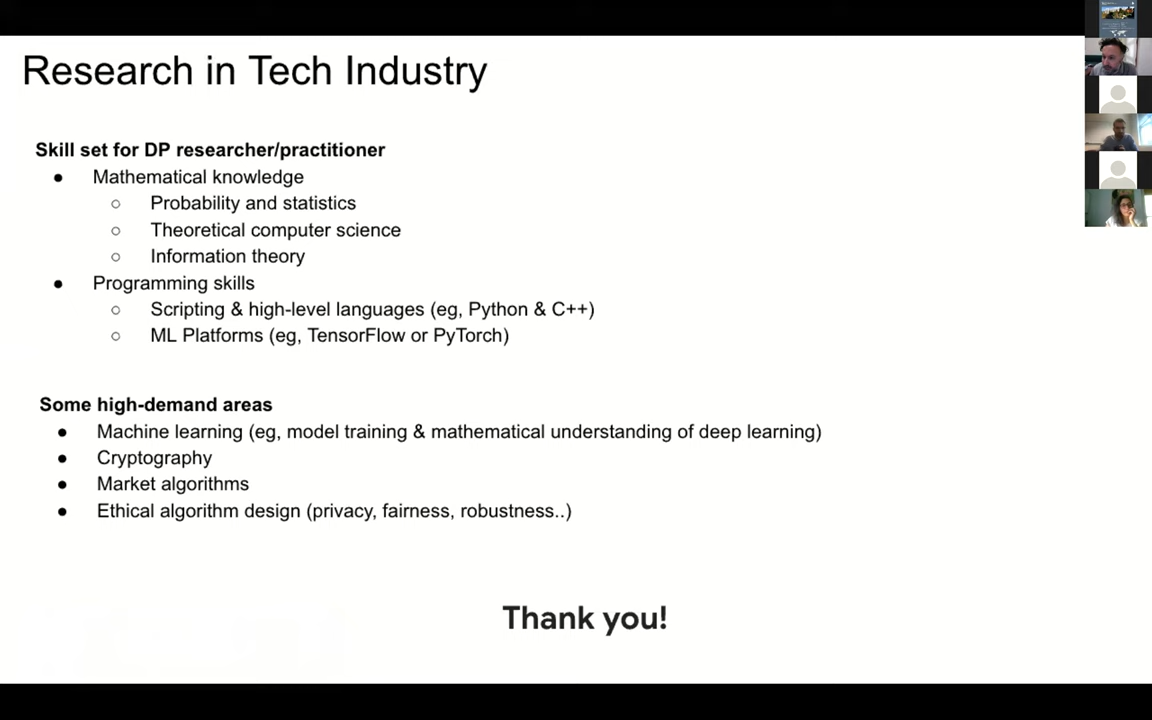 Research in Tech Industry
Skill set for DP researcher/practitioner
● Mathematical knowledge
○ Probability and statistics
○ Theoretical computer science
○ Information theory
● Programming skills
○ Scripting & high-level languages (eg, Python & C++)
○ ML Platforms (eg, TensorFlow or PyTorch)
Some high-demand areas
● Machine learning (eg, model training & mathematical understanding of deep learning)
● Cryptography
● Market algorithms
● Ethical algorithm design (privacy, fairness, robustness..)
Thank you!